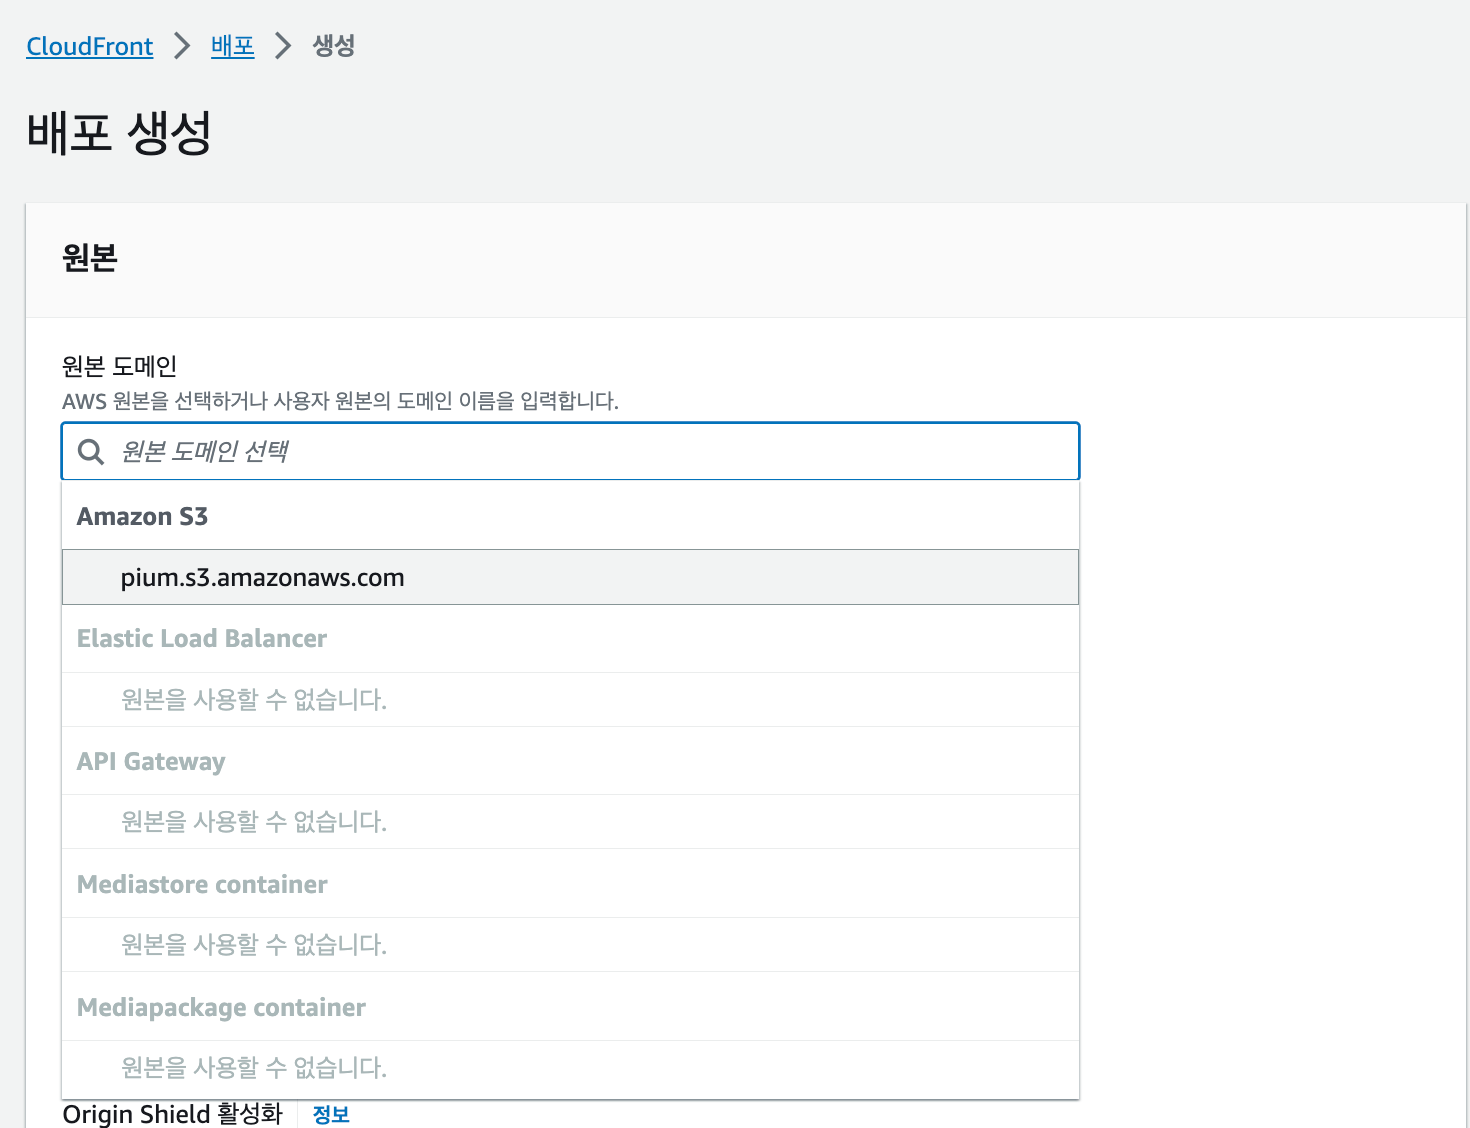 CloudFront > 배포 > 생성
배포 생성
원본
원본 도메인
AWS 원본을 선택하거나 사용자 원본의 도메인 이름을 입력합니다.
원본 도메인 선택
Amazon S3
pium.s3.amazonaws.com
Elastic Load Balancer
원본을 사용할 수 없습니다.
API Gateway
원본을 사용할 수 없습니다.
Mediastore container
원본을 사용할 수 없습니다.
Mediapackage container
원본을 사용할 수 없습니다.
Origin Shield 활성화 정보